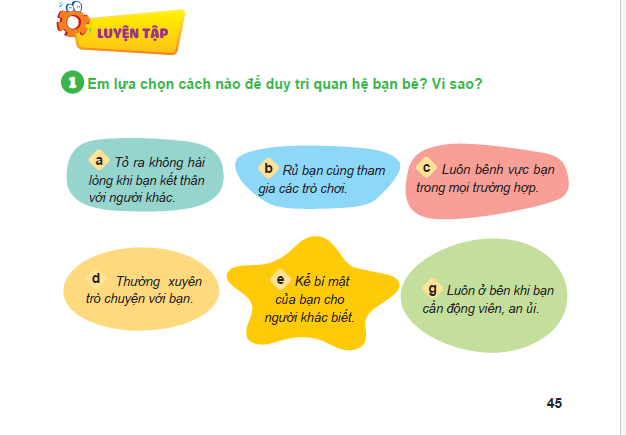 LUYỆN TẬP
1 Em lựa chọn cách nào để duy trì quan hệ bạn bè? Vì sao?
a Tỏ ra không hài
lòng khi bạn kết thân
với người khác.
b Rủ bạn cùng tham
gia các trò chơi.
c Luôn bênh vực bạn
trong mọi trường hợp.
d Thường xuyên
trò chuyện với bạn.
e Kể bí mật
của bạn cho
người khác biết.
g Luôn ở bên khi bạn
cần động viên, an ủi.
45